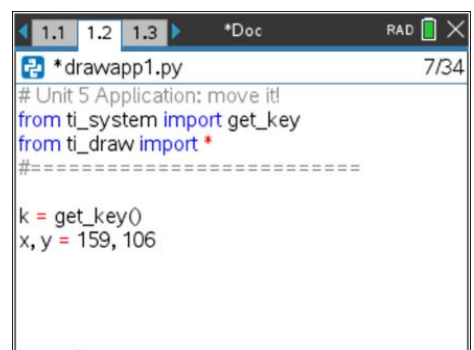 1.1 1.2 1.3 *Doc RAD
*drawapp1.py 7/34
# Unit 5 Application: move it!
from ti_system import get_key
from ti_draw import *
#==========================
k = get_key()
x, y = 159, 106